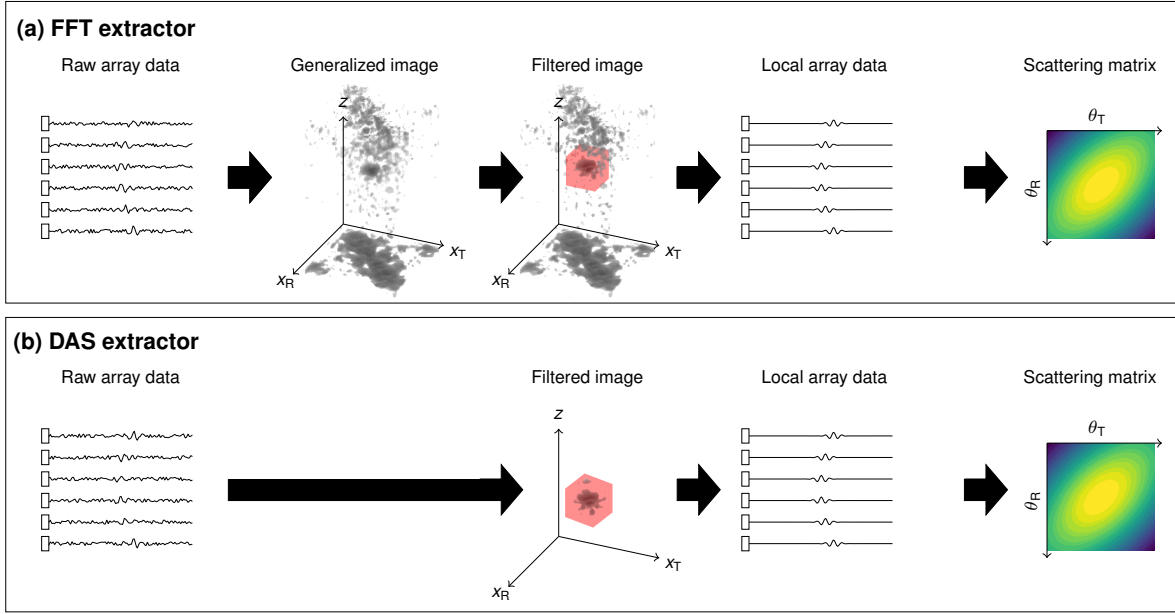 (a) FFT extractor
Raw array data
Generalized image
Filtered image
Local array data
Scattering matrix
z
x_T
x_R
z
x_T
x_R
θ_T
θ_R
(b) DAS extractor
Raw array data
Filtered image
Local array data
Scattering matrix
z
x_T
x_R
θ_T
θ_R